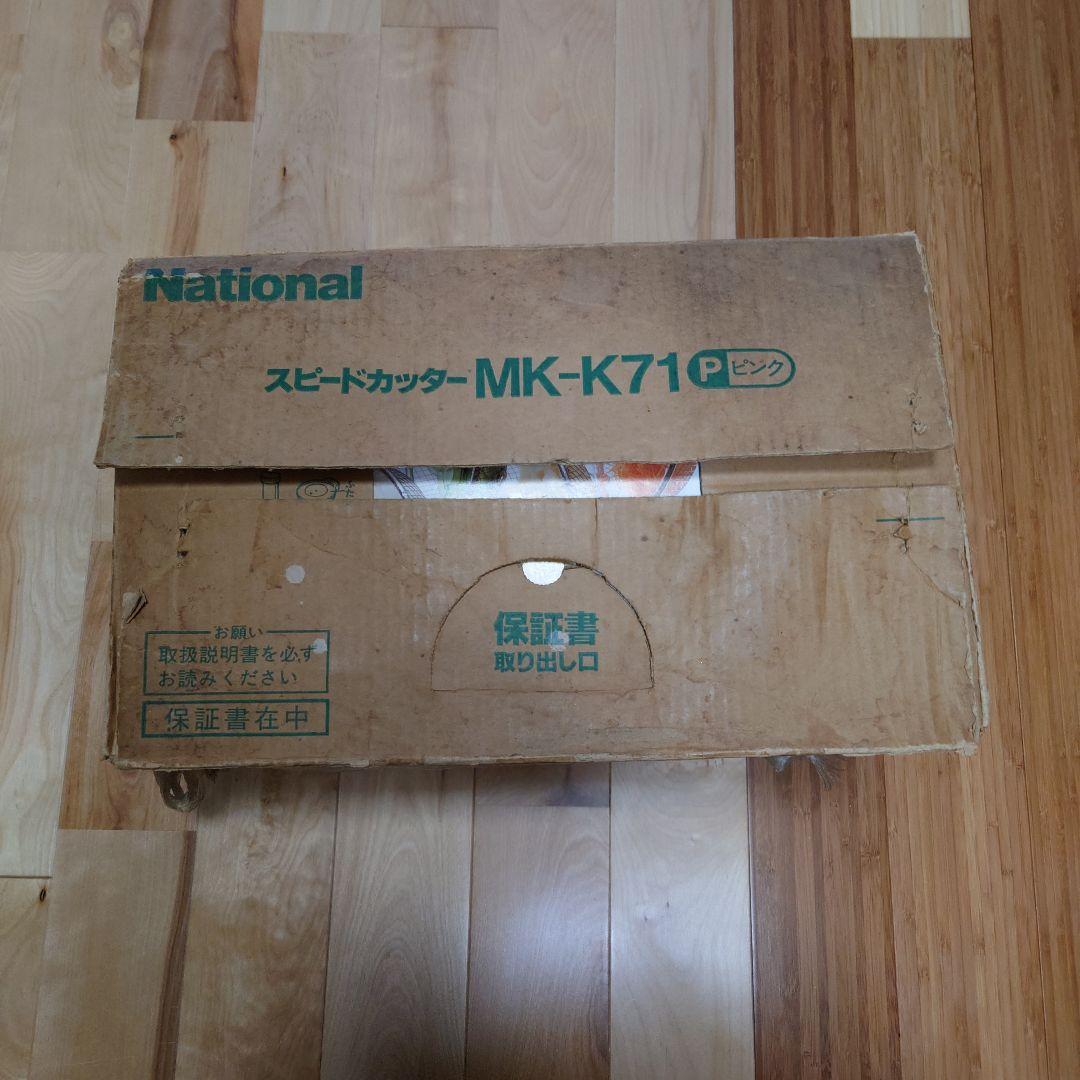 National
スピードカッター MK-K71 P ピンク
ふた
保証書
取り出し口
お願い
取扱説明書を必ず
お読みください
保証書在中